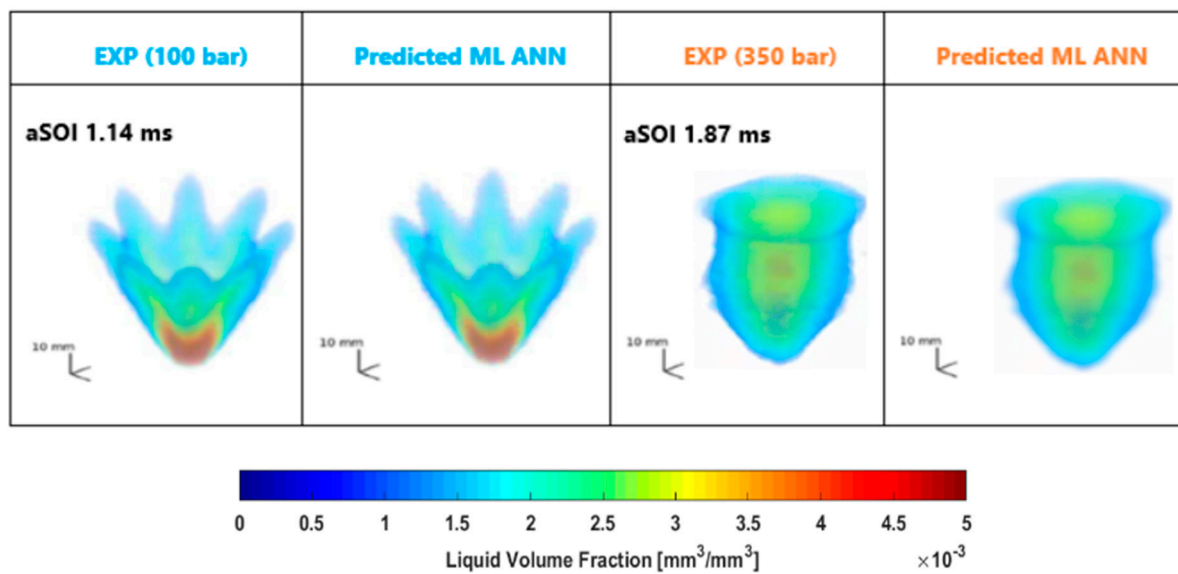 EXP (100 bar) Predicted ML ANN EXP (350 bar) Predicted ML ANN
aSOI 1.14 ms aSOI 1.87 ms
10 mm 10 mm 10 mm 10 mm
0 0.5 1 1.5 2 2.5 3 3.5 4 4.5 5
Liquid Volume Fraction [mm³/mm³] ×10⁻³